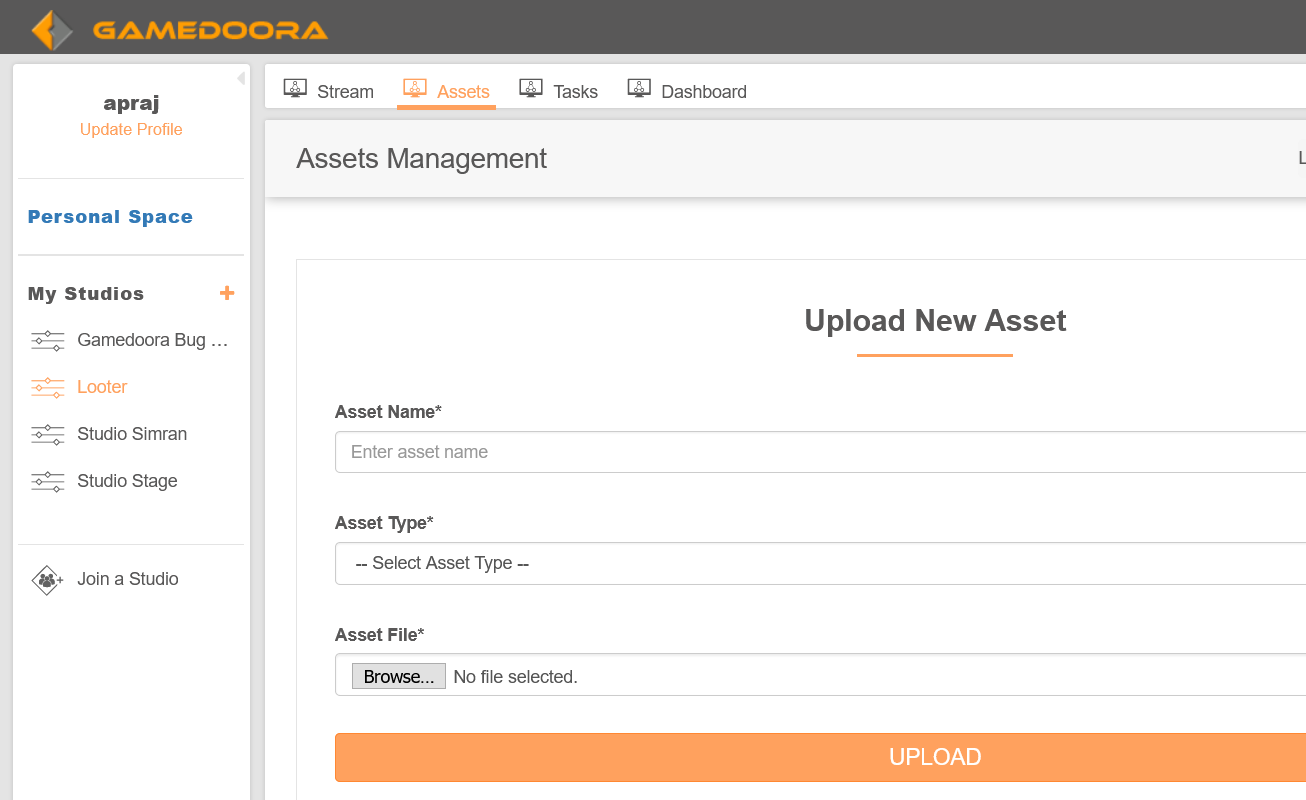 GAMEDOORA
apraj
Update Profile
Personal Space
My Studios
Gamedoora Bug ...
Looter
Studio Simran
Studio Stage
Join a Studio
Stream Assets Tasks Dashboard
Assets Management
Upload New Asset
Asset Name*
Enter asset name
Asset Type*
-- Select Asset Type --
Asset File*
Browse... No file selected.
UPLOAD